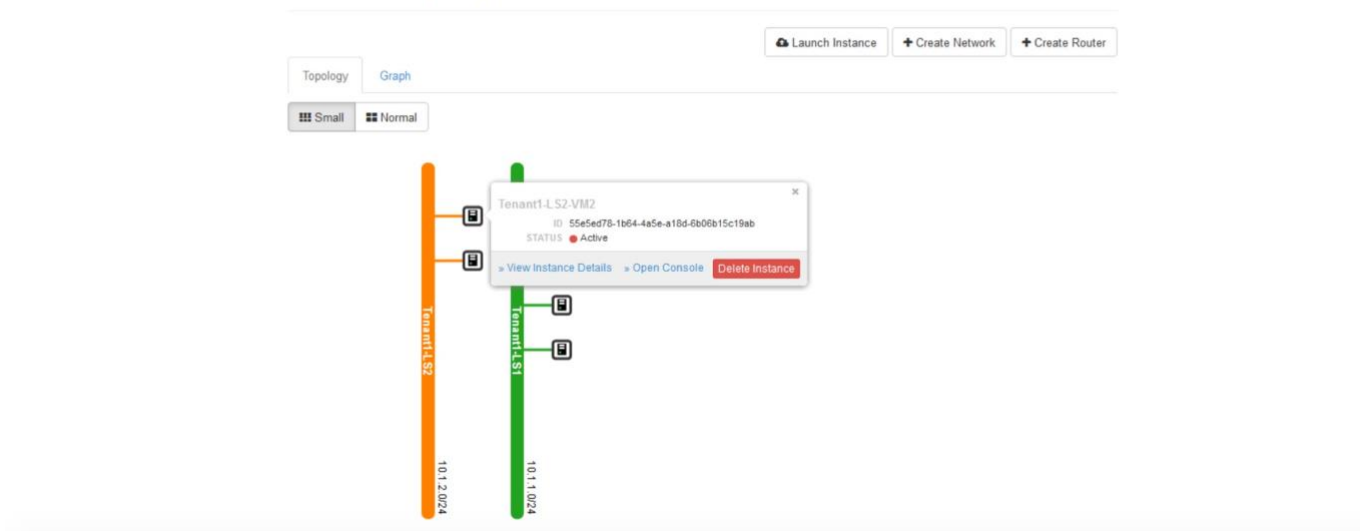 Launch Instance
+ Create Network
+ Create Router
Topology
Graph
Small
Normal
Tenant1-LS2-VM2
ID 55e5ed78-1b64-4a5e-a18d-6b06b15c19ab
STATUS Active
» View Instance Details » Open Console Delete Instance
Tenant1-LS2
Tenant1-LS1
10.1.2.0/24
10.1.1.0/24